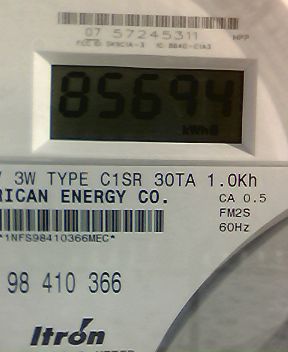 07 57245311
85694
kWh
3W TYPE C1SR 30TA 1.0Kh
RICAN ENERGY CO.
CA 0.5
FM2S
60Hz
*1NFS98410366MEC*
98 410 366
Itrón